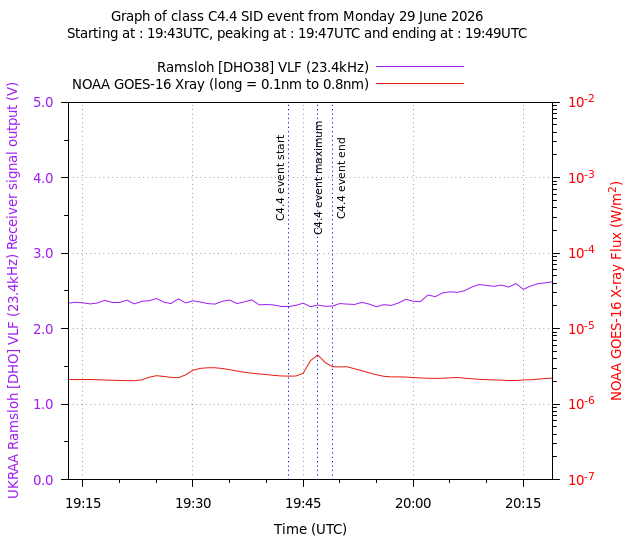 Graph of class C4.4 SID event from Monday 29 June 2026
Starting at : 19:43UTC, peaking at : 19:47UTC and ending at : 19:49UTC
Ramsloh [DHO38] VLF (23.4kHz)
NOAA GOES-16 Xray (long = 0.1nm to 0.8nm)
UKRAA Ramsloh [DHO] VLF (23.4kHz) Receiver signal output (V)
5.0
4.0
3.0
2.0
1.0
0.0
C4.4 event start
C4.4 event maximum
C4.4 event end
10-2
10-3
10-4
10-5
10-6
10-7
NOAA GOES-16 X-ray Flux (W/m2)
19:15 19:30 19:45 20:00 20:15
Time (UTC)